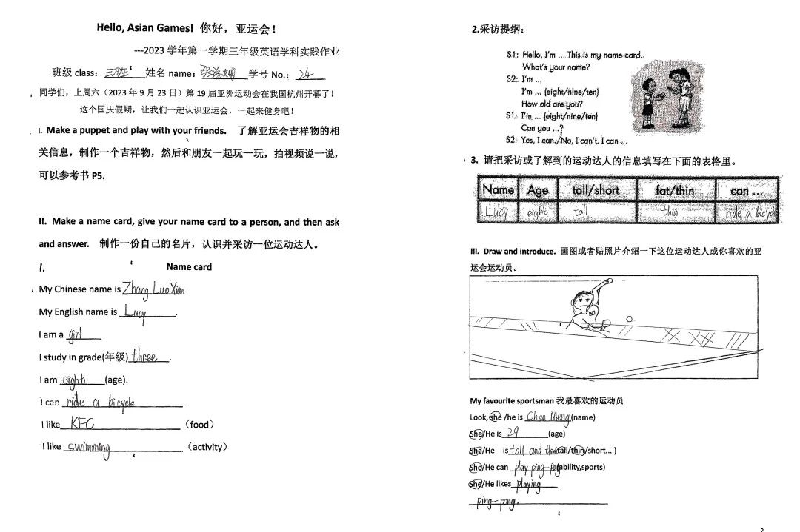 Hello, Asian Games! 你好，亚运会！
---2023 学年第一学期三年级英语学科实践作业
班级 class: 姓名 name: 学号 No.: 24
同学们，上周六（2023 年 9 月 23 日）第 19 届亚务运动会在我国杭州开幕了！
这个国庆假期，让我们一起认识亚运会，一起来健身吧！
I. Make a puppet and play with your friends. 了解亚运会吉祥物的相
关信息，制作一个吉祥物，然后和朋友一起玩一玩，拍视频说一说，
可以参考书 P5.
II. Make a name card, give your name card to a person, and then ask
and answer. 制作一份自己的名片，认识并采访一位运动达人。
1.
Name card
My Chinese name is Zhang Luo Xun
My English name is Lucy.
I am a girl
I study in grade(年级) three.
I am eight (age).
I can ride a bicycle
I like KFC (food)
I like swimming (activity)
2.采访提纲：
S1: Hello, I'm ....This is my name card..
What's your name?
S2: I'm ...
I'm ... (eight/nine/ten)
How old are you?
S1: I'm, ... (eight/nine/ten)
Can you ...?
S2: Yes, I can./No, I can't. I can ...
3. 请把采访或了解到的运动达人的信息填写在下面的表格里。
Name Age tall/short fat/thin can ...
Lucy eight tall thin ride a bicycle
III. Draw and introduce. 画图或者贴照片介绍一下这位运动达人或你喜欢的亚
运会运动员.
My favourite sportsman 我最喜欢的运动员
Look, she /he is (name)
She/He is 29 (age)
She/He is tall and thin (tall/thin/short... )
She/He can play ping-pong (ability,sports)
She/He likes playing
ping-pong.
2